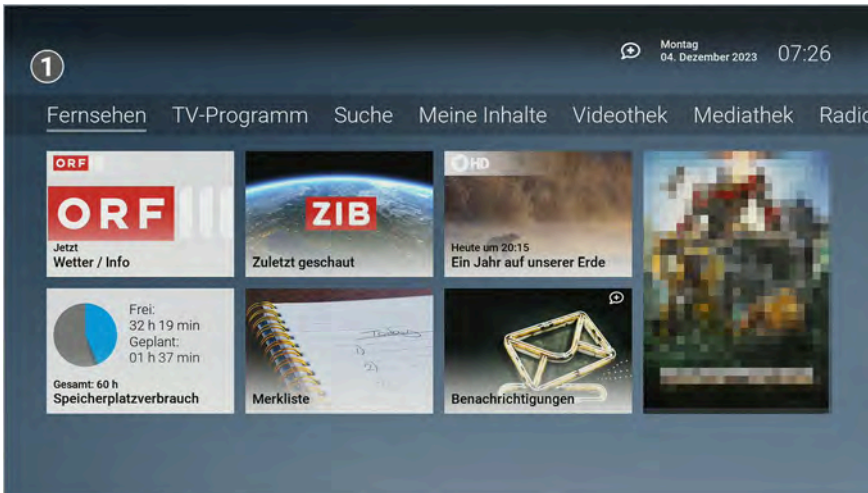 1
Montag
04. Dezember 2023
07:26
Fernsehen TV-Programm Suche Meine Inhalte Videothek Mediathek Radio
ORF
ORF
Jetzt
Wetter / Info
ZIB
Zuletzt geschaut
HD
Heute um 20:15
Ein Jahr auf unserer Erde
Frei:
32 h 19 min
Geplant:
01 h 37 min
Gesamt: 60 h
Speicherplatzverbrauch
1)
2)
Merkliste
Benachrichtigungen